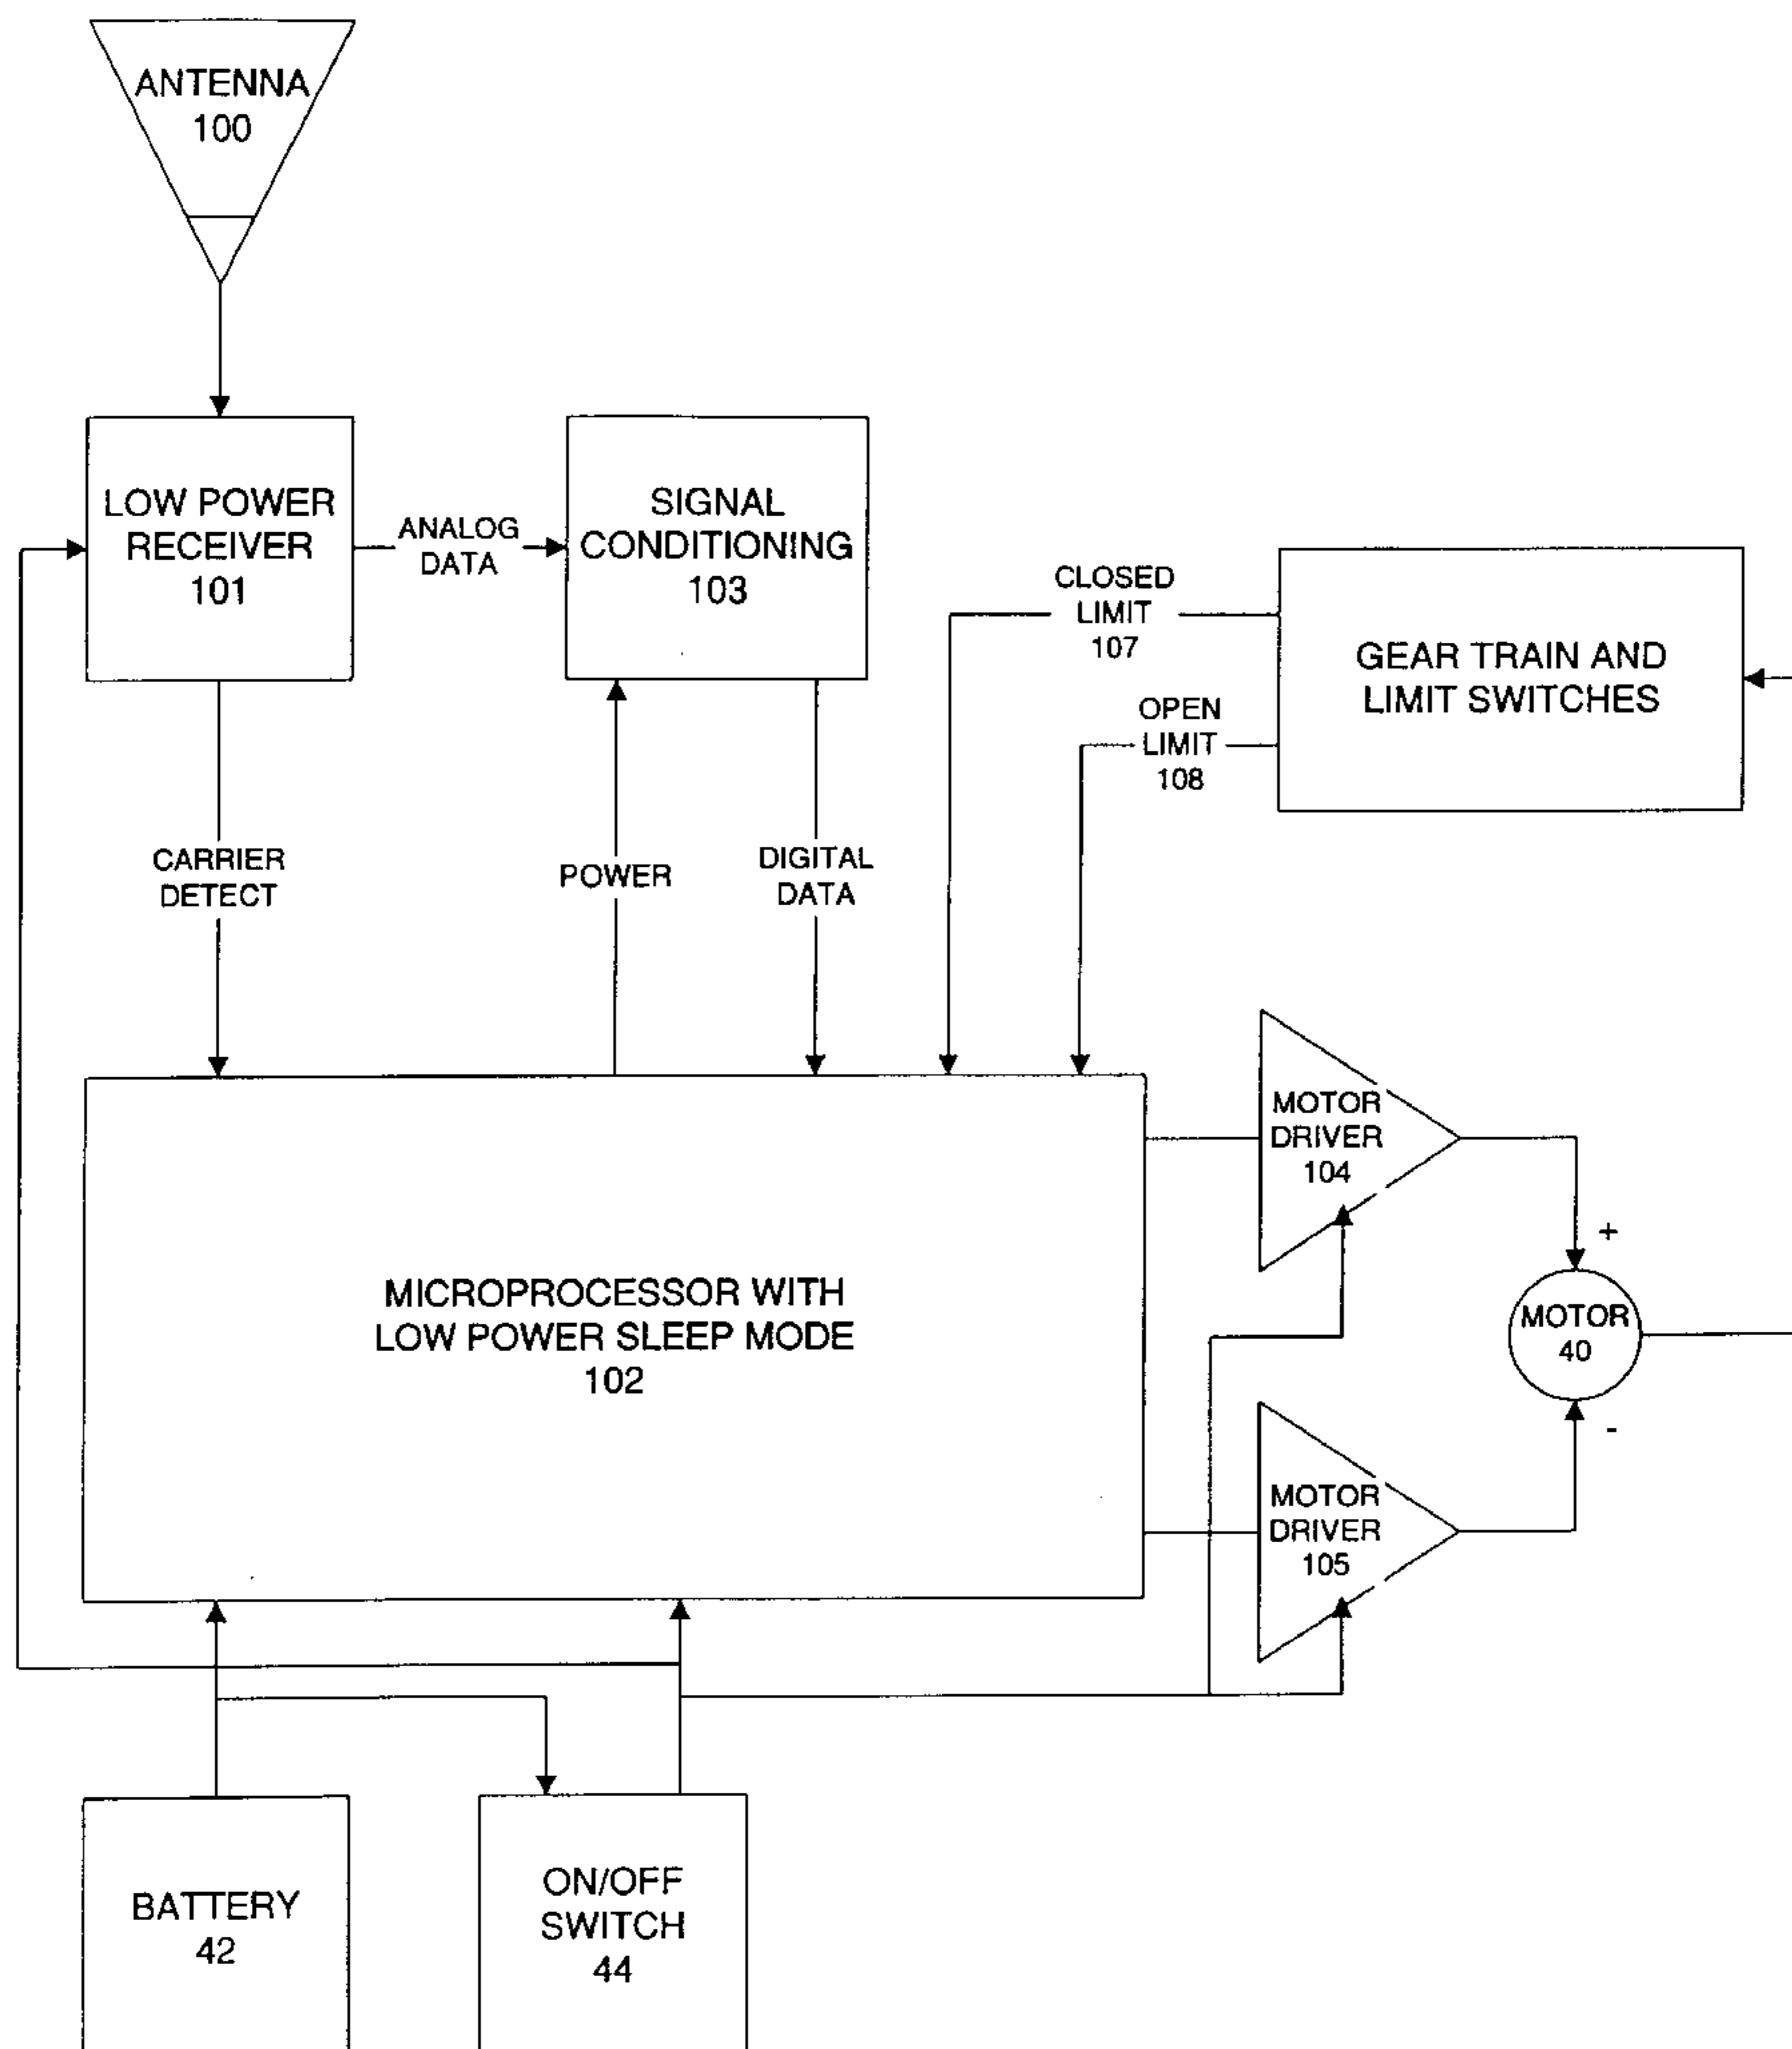 ANTENNA
100
LOW POWER
RECEIVER
101
ANALOG
DATA
SIGNAL
CONDITIONING
103
CLOSED
LIMIT
107
GEAR TRAIN AND
LIMIT SWITCHES
OPEN
LIMIT
108
CARRIER
DETECT
POWER
DIGITAL
DATA
MOTOR
DRIVER
104
+
MICROPROCESSOR WITH
LOW POWER SLEEP MODE
102
MOTOR
40
-
MOTOR
DRIVER
105
BATTERY
42
ON/OFF
SWITCH
44